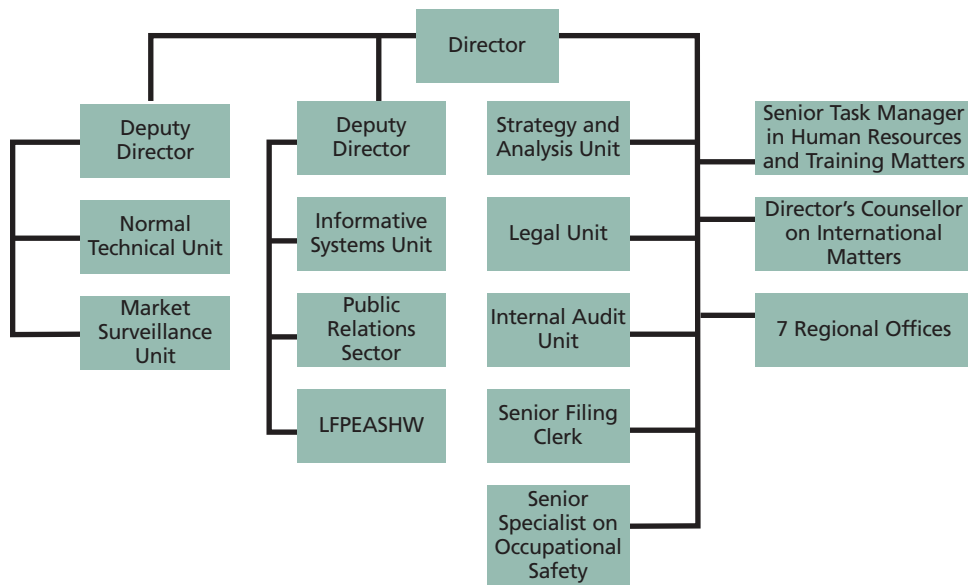 Director
Deputy
Director
Normal
Technical Unit
Market
Surveillance
Unit
Deputy
Director
Informative
Systems Unit
Public
Relations
Sector
LFPEASHW
Strategy and
Analysis Unit
Legal Unit
Internal Audit
Unit
Senior Filing
Clerk
Senior
Specialist on
Occupational
Safety
Senior Task Manager
in Human Resources
and Training Matters
Director’s Counsellor
on International
Matters
7 Regional Offices